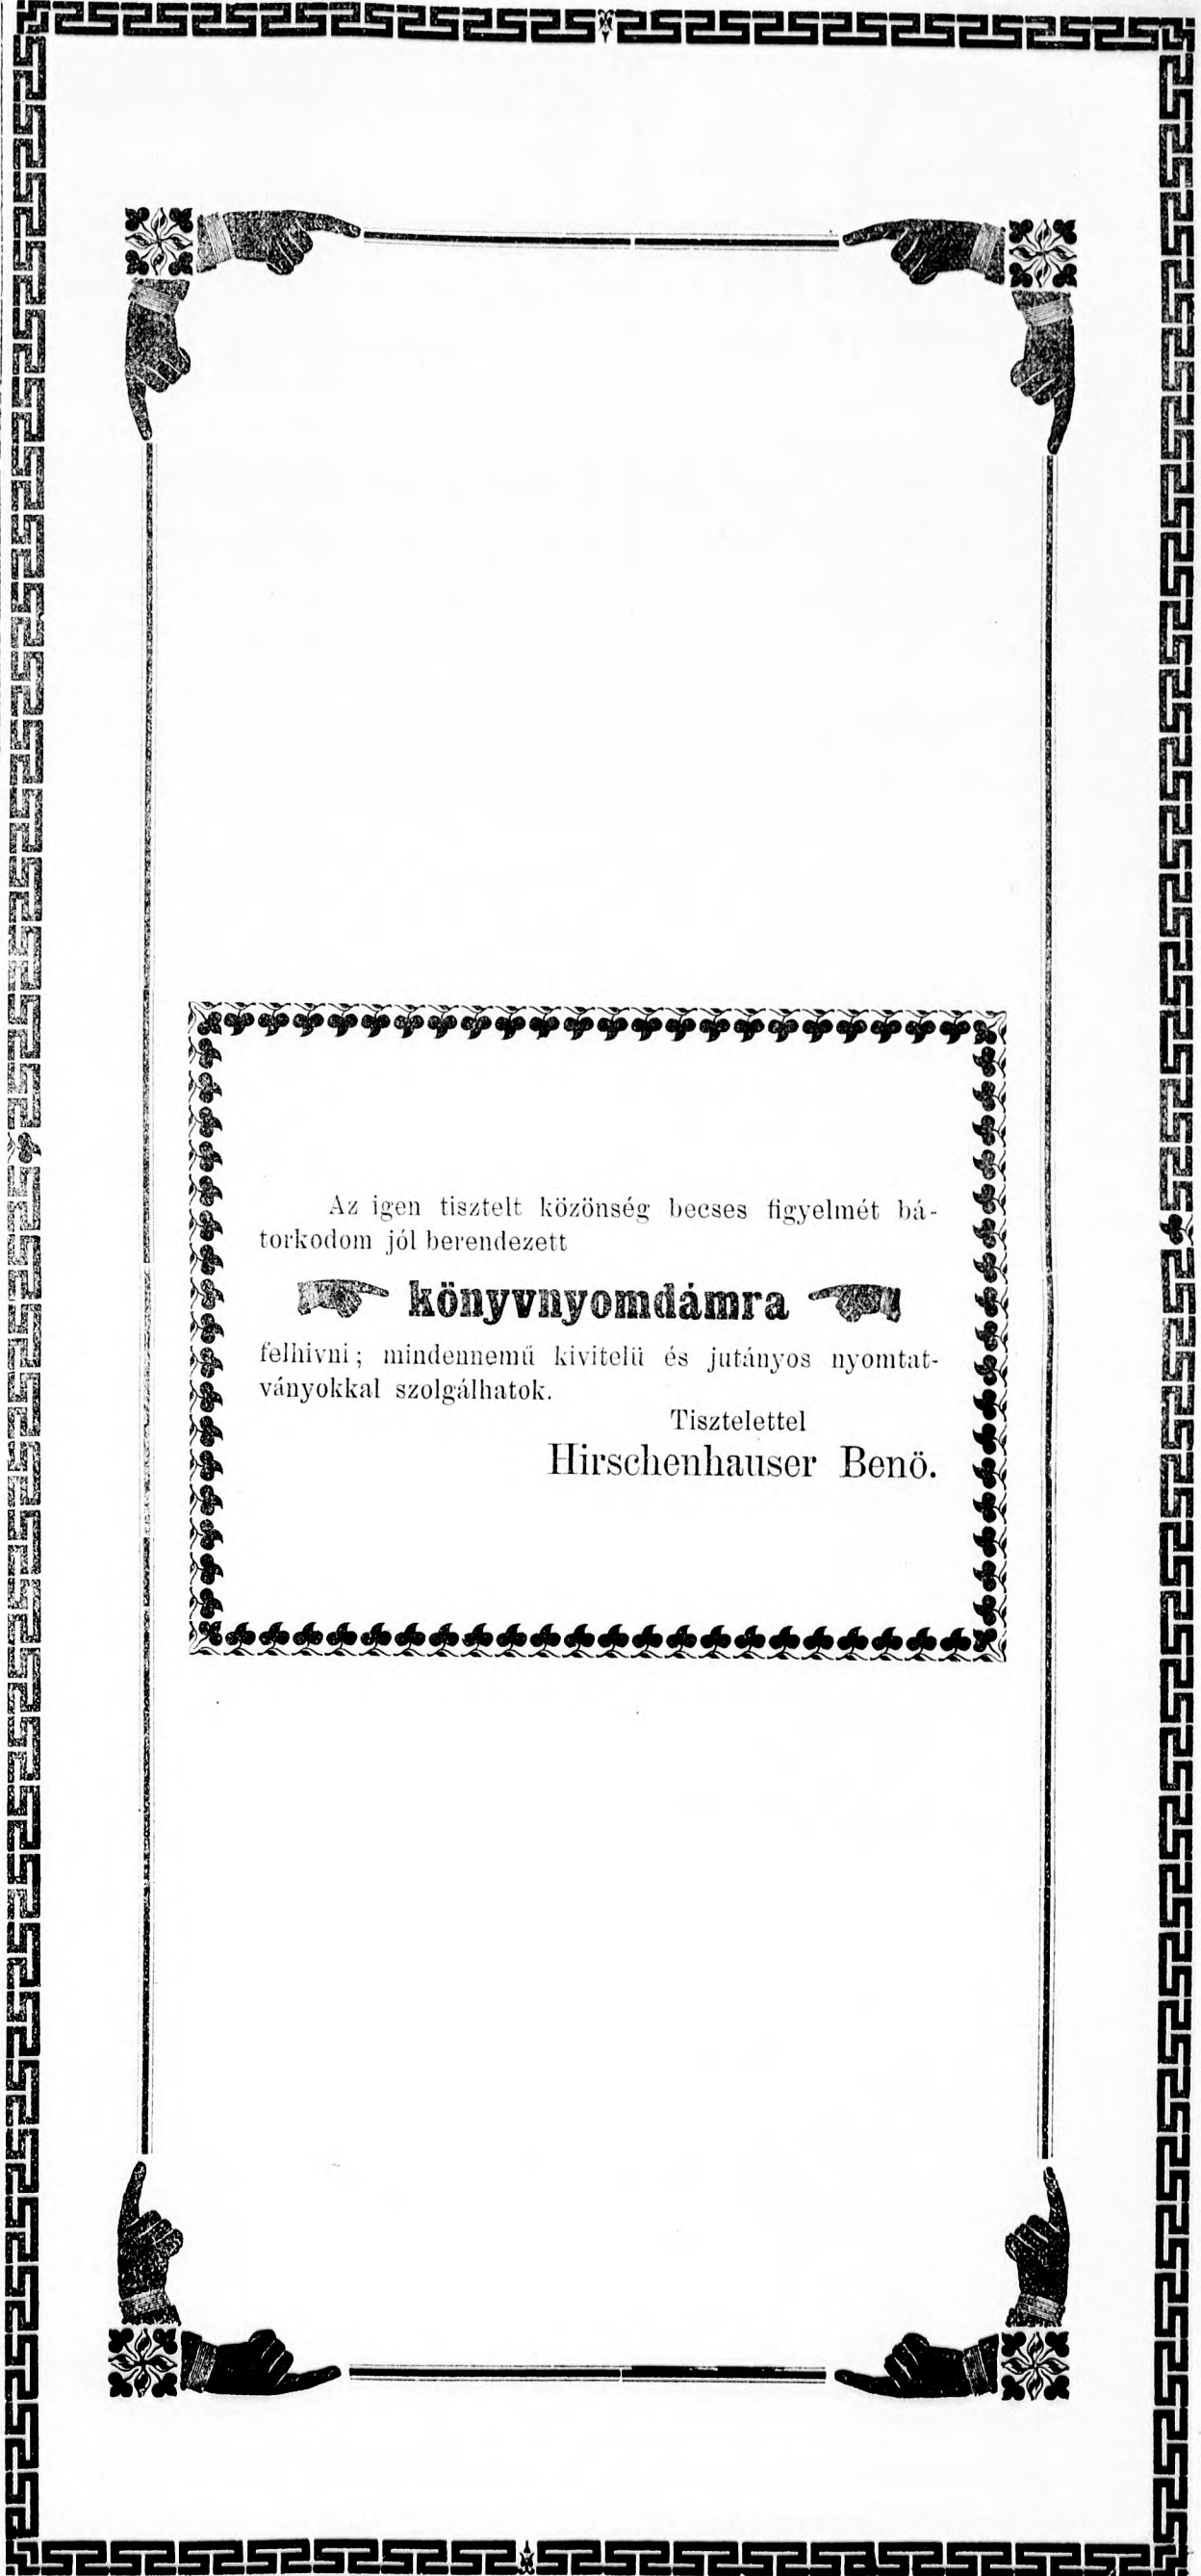 Az igen tisztelt közönség becses figyelmét bá-
torkodom jól berendezett
könyvnyomdámra
felhivni; mindennemű kivitelü és jutányos nyomtat-
ványokkal szolgálhatok.
Tisztelettel
Hirschenhauser Benö.